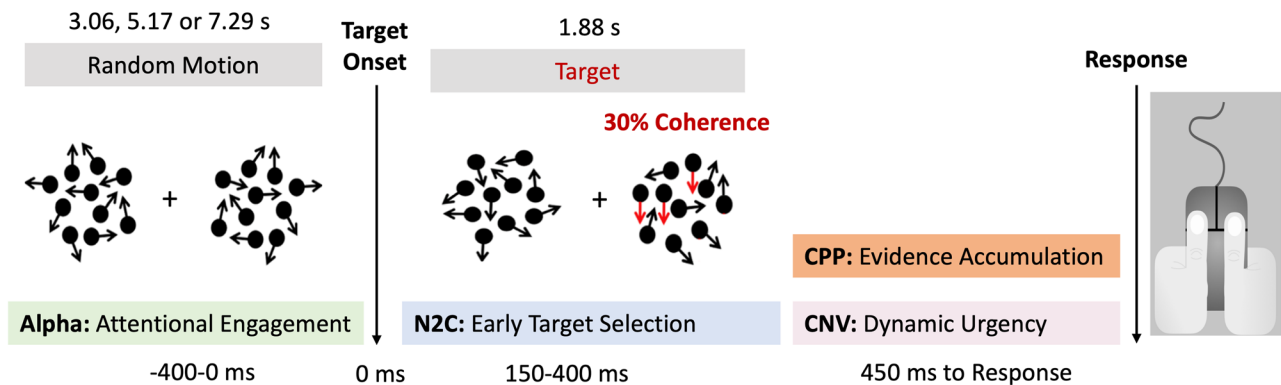 3.06, 5.17 or 7.29 s
Random Motion
Target
Onset
1.88 s
Target
30% Coherence
Response
+
+
CPP: Evidence Accumulation
Alpha: Attentional Engagement
N2C: Early Target Selection
CNV: Dynamic Urgency
-400-0 ms
0 ms
150-400 ms
450 ms to Response